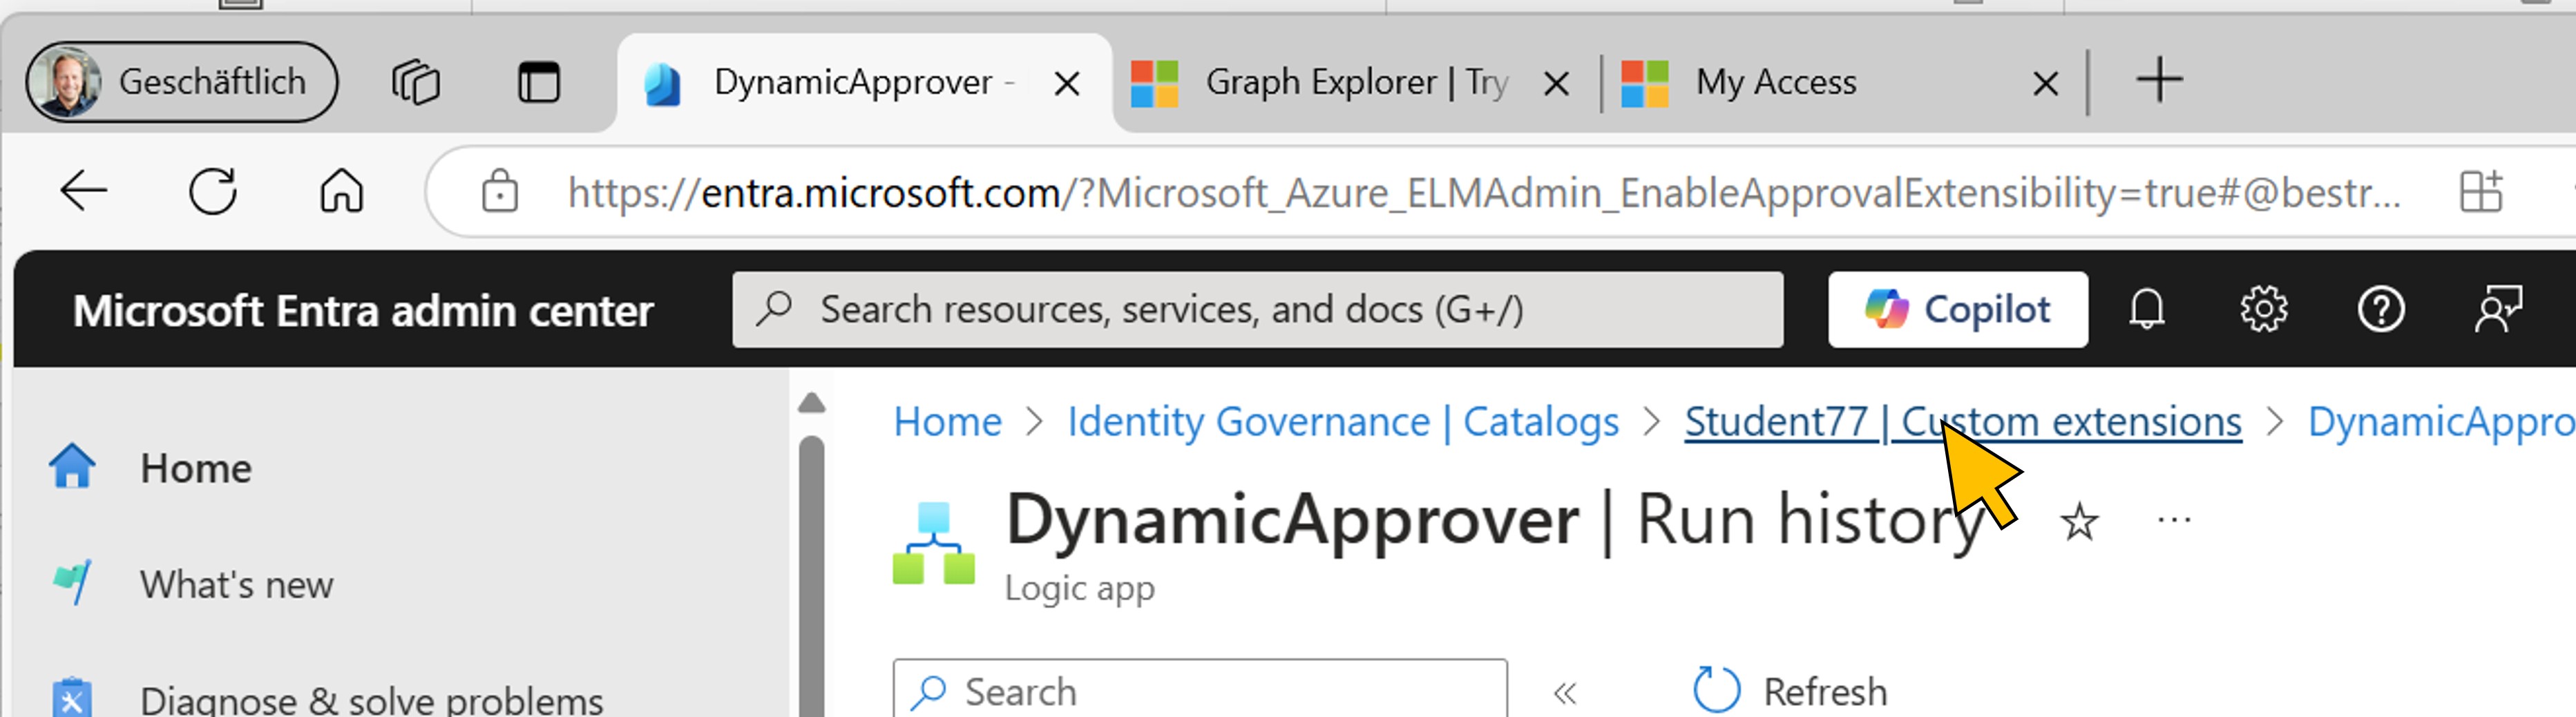 Geschäftlich
DynamicApprover -
Graph Explorer | Try
My Access
https://entra.microsoft.com/?Microsoft_Azure_ELMAdmin_EnableApprovalExtensibility=true#@bestr...
Microsoft Entra admin center
Search resources, services, and docs (G+/)
Copilot
Home > Identity Governance | Catalogs > Student77 | Custom extensions > DynamicAppro
Home
DynamicApprover | Run history
Logic app
What's new
Search
Refresh
Diagnose & solve problems